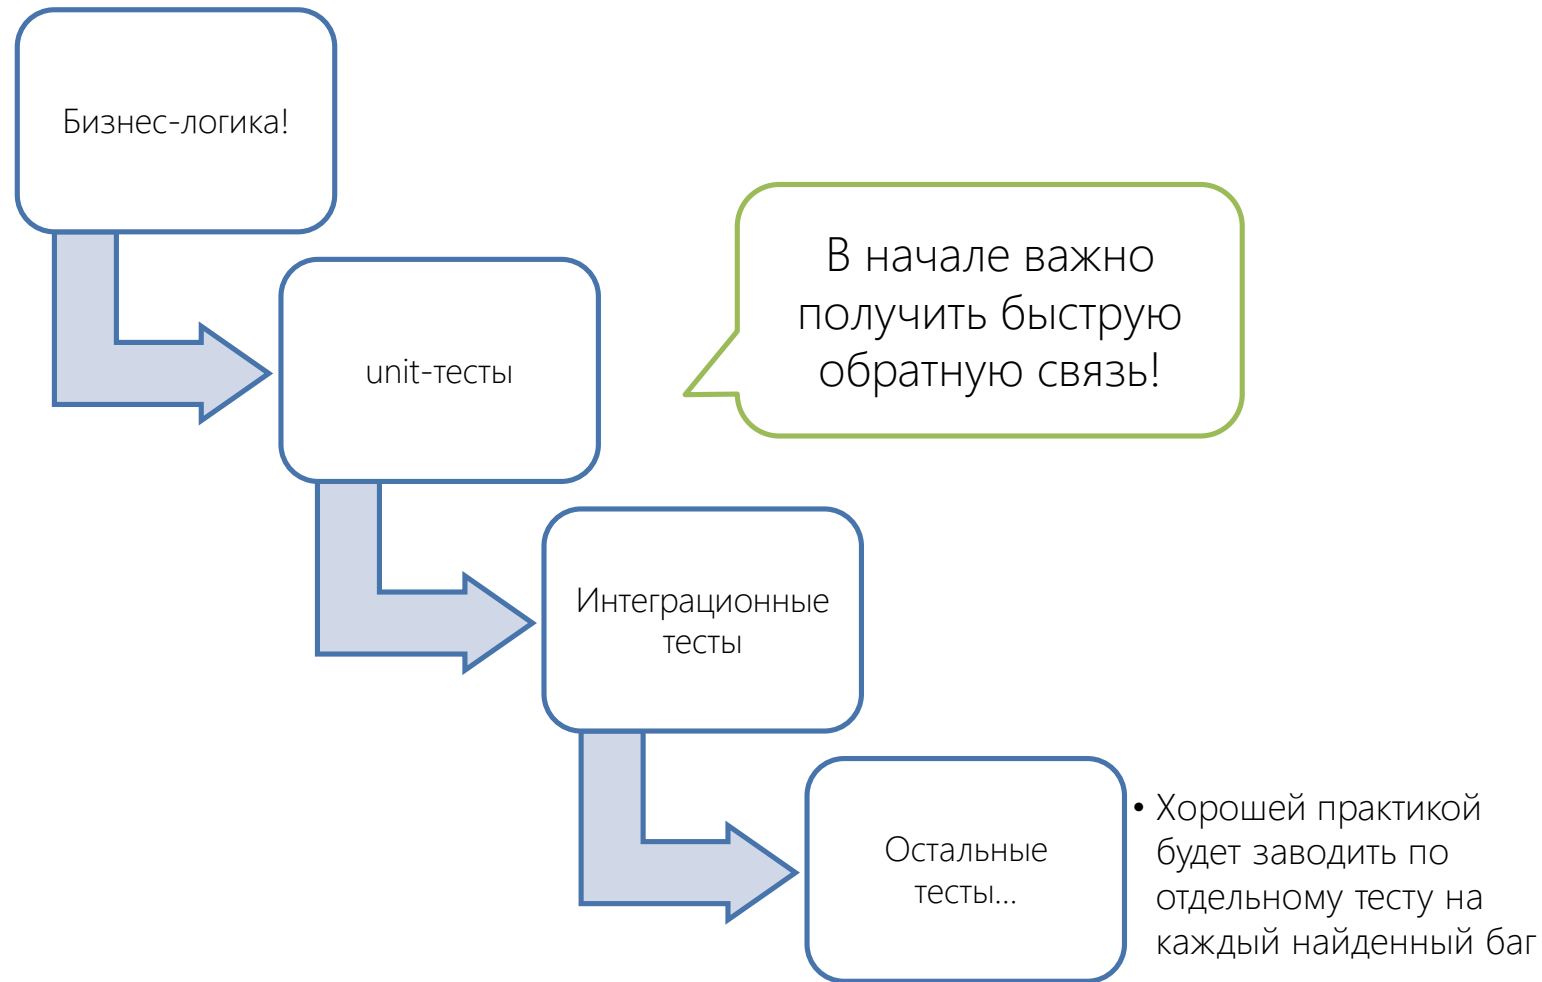 Бизнес-логика!
unit-тесты
В начале важно
получить быструю
обратную связь!
Интеграционные
тесты
Остальные
тесты...
• Хорошей практикой
будет заводить по
отдельному тесту на
каждый найденный баг